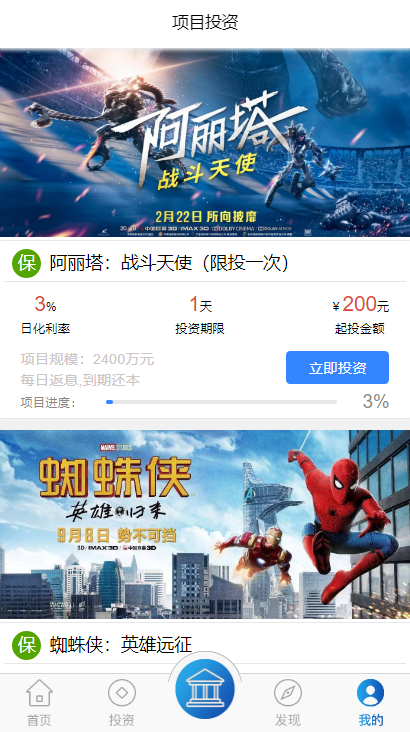 项目投资
阿丽塔
战斗天使
2月22日 所向披靡
保 阿丽塔：战斗天使（限投一次）
3% 1天 ￥200元
日化利率 投资期限 起投金额
项目规模：2400万元
每日返息,到期还本
立即投资
项目进度： 3%
MARVEL STUDIOS
蜘蛛侠
英雄归来
9月8日 势不可挡
保 蜘蛛侠：英雄远征
首页 投资 发现 我的